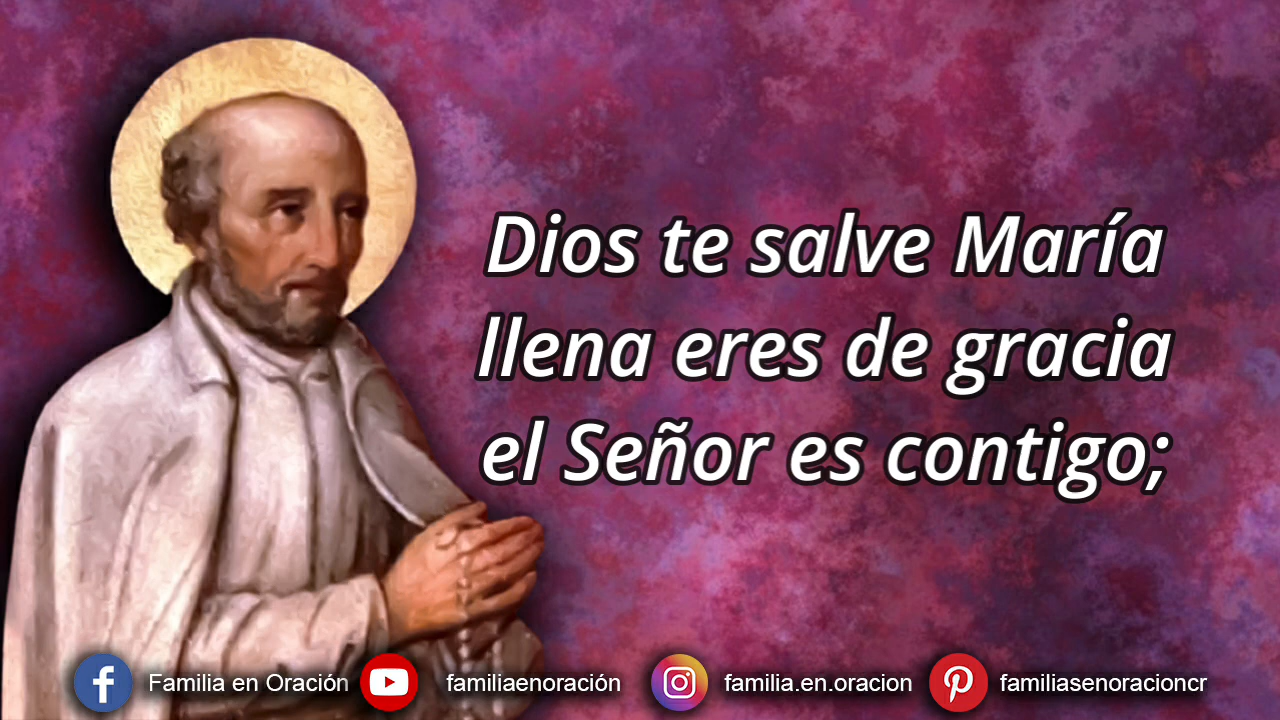 Dios te salve María
llena eres de gracia
el Señor es contigo;
Familia en Oración familiaenoración familia.en.oracion familiasenoracioncr